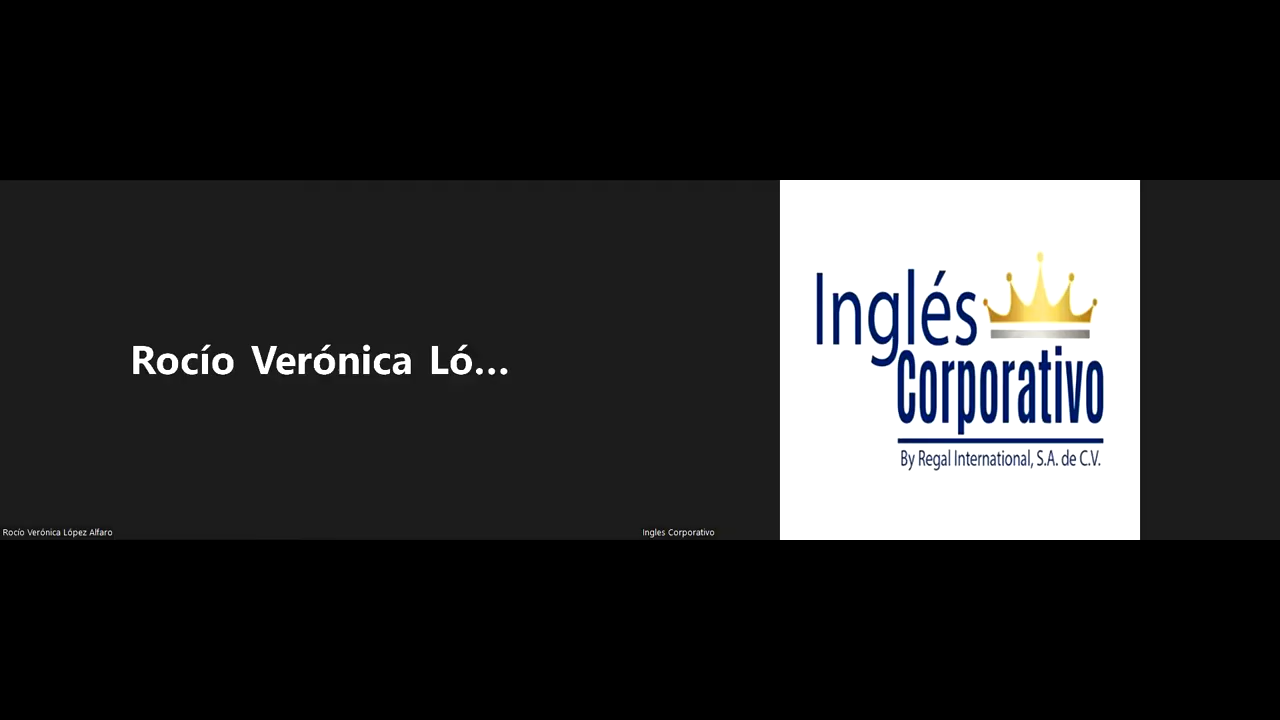 Rocío Verónica Ló...
Rocío Verónica López Alfaro
Inglés
Corporativo
By Regal International, S.A. de C.V.
Ingles Corporativo